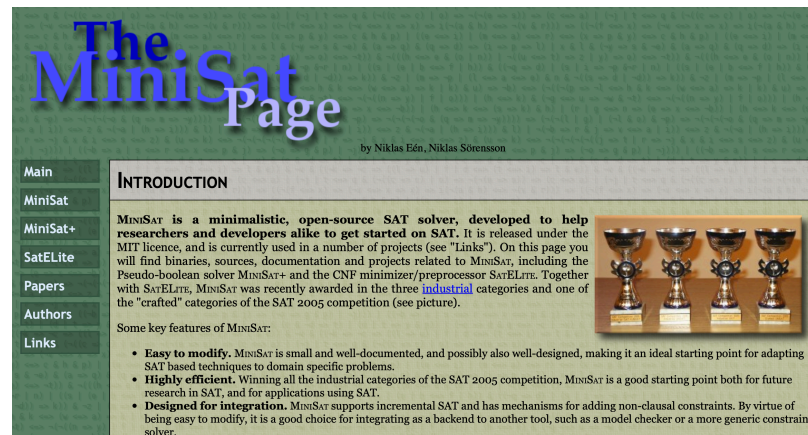 The
MiniSat
Page
by Niklas Eén, Niklas Sörensson
Main
MiniSat
MiniSat+
SatELite
Papers
Authors
Links
Introduction
MiniSat is a minimalistic, open-source SAT solver, developed to help
researchers and developers alike to get started on SAT. It is released under the
MIT licence, and is currently used in a number of projects (see "Links"). On this page you
will find binaries, sources, documentation and projects related to MiniSat, including the
Pseudo-boolean solver MiniSat+ and the CNF minimizer/preprocessor SatELite. Together
with SatELite, MiniSat was recently awarded in the three industrial categories and one of
the "crafted" categories of the SAT 2005 competition (see picture).
Some key features of MiniSat:
• Easy to modify. MiniSat is small and well-documented, and possibly also well-designed, making it an ideal starting point for adapting
SAT based techniques to domain specific problems.
• Highly efficient. Winning all the industrial categories of the SAT 2005 competition, MiniSat is a good starting point both for future
research in SAT, and for applications using SAT.
• Designed for integration. MiniSat supports incremental SAT and has mechanisms for adding non-clausal constraints. By virtue of
being easy to modify, it is a good choice for integrating as a backend to another tool, such as a model checker or a more generic constrain
solver.